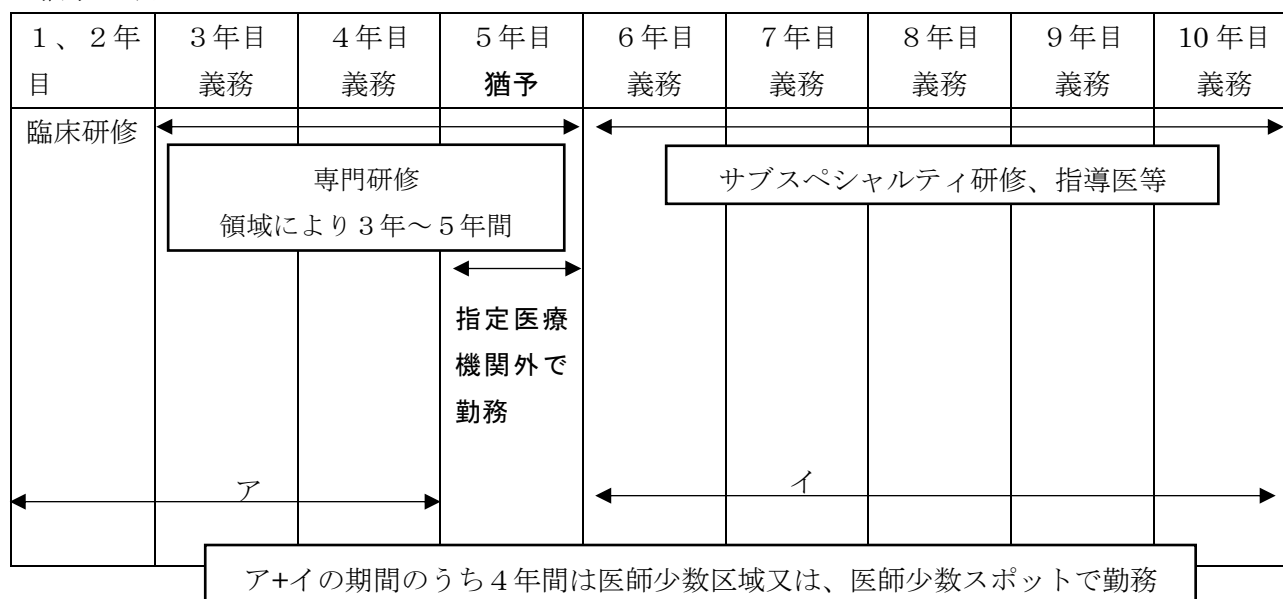 １、２年目
３年目 義務
４年目 義務
５年目 猶予
６年目 義務
７年目 義務
８年目 義務
９年目 義務
10 年目 義務
臨床研修
専門研修
領域により３年～５年間
サブスペシャルティ研修、指導医等
指定医療
機関外で
勤務
ア
イ
ア+イの期間のうち４年間は医師少数区域又は、医師少数スポットで勤務